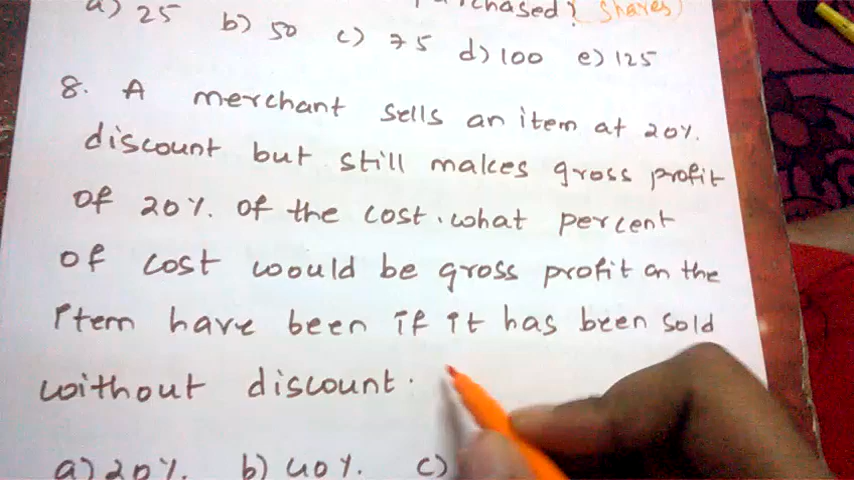 a) 25 b) 50 c) 75 d) 100 e) 125
8. A merchant sells an item at 20%.
discount but still makes gross profit
of 20%. of the cost. what percent
of cost would be gross profit on the
item have been if it has been sold
without discount.
a) 20%. b) 40%. c)